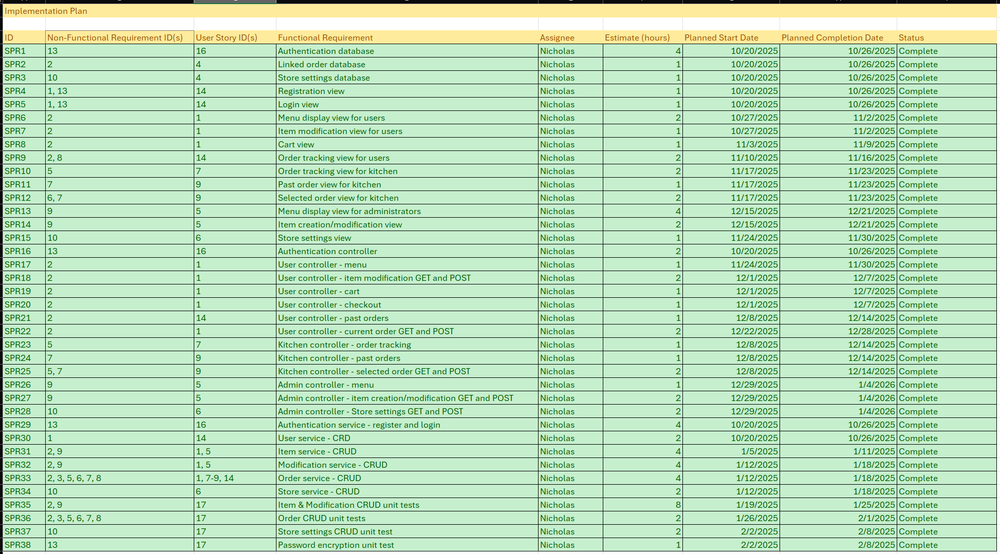 Implementation Plan
ID Non-Functional Requirement ID(s) User Story ID(s) Functional Requirement Assignee Estimate (hours) Planned Start Date Planned Completion Date Status
SPR1 13 16 Authentication database Nicholas 4 10/20/2025 10/26/2025 Complete
SPR2 2 4 Linked order database Nicholas 1 10/20/2025 10/26/2025 Complete
SPR3 10 4 Store settings database Nicholas 1 10/20/2025 10/26/2025 Complete
SPR4 1, 13 14 Registration view Nicholas 1 10/20/2025 10/26/2025 Complete
SPR5 1, 13 14 Login view Nicholas 1 10/20/2025 10/26/2025 Complete
SPR6 2 1 Menu display view for users Nicholas 2 10/27/2025 11/2/2025 Complete
SPR7 2 1 Item modification view for users Nicholas 1 10/27/2025 11/2/2025 Complete
SPR8 2 1 Cart view Nicholas 1 11/3/2025 11/9/2025 Complete
SPR9 2, 8 14 Order tracking view for users Nicholas 2 11/10/2025 11/16/2025 Complete
SPR10 5 7 Order tracking view for kitchen Nicholas 2 11/17/2025 11/23/2025 Complete
SPR11 7 9 Past order view for kitchen Nicholas 1 11/17/2025 11/23/2025 Complete
SPR12 6, 7 9 Selected order view for kitchen Nicholas 2 11/17/2025 11/23/2025 Complete
SPR13 9 5 Menu display view for administrators Nicholas 4 12/15/2025 12/21/2025 Complete
SPR14 9 5 Item creation/modification view Nicholas 2 12/15/2025 12/21/2025 Complete
SPR15 10 6 Store settings view Nicholas 1 11/24/2025 11/30/2025 Complete
SPR16 13 16 Authentication controller Nicholas 2 10/20/2025 10/26/2025 Complete
SPR17 2 1 User controller - menu Nicholas 1 11/24/2025 11/30/2025 Complete
SPR18 2 1 User controller - item modification GET and POST Nicholas 2 12/1/2025 12/7/2025 Complete
SPR19 2 1 User controller - cart Nicholas 1 12/1/2025 12/7/2025 Complete
SPR20 2 1 User controller - checkout Nicholas 1 12/1/2025 12/7/2025 Complete
SPR21 2 14 User controller - past orders Nicholas 1 12/8/2025 12/14/2025 Complete
SPR22 2 1 User controller - current order GET and POST Nicholas 2 12/22/2025 12/28/2025 Complete
SPR23 5 7 Kitchen controller - order tracking Nicholas 1 12/8/2025 12/14/2025 Complete
SPR24 7 9 Kitchen controller - past orders Nicholas 1 12/8/2025 12/14/2025 Complete
SPR25 5, 7 9 Kitchen controller - selected order GET and POST Nicholas 2 12/8/2025 12/14/2025 Complete
SPR26 9 5 Admin controller - menu Nicholas 1 12/29/2025 1/4/2026 Complete
SPR27 9 5 Admin controller - item creation/modification GET and POST Nicholas 2 12/29/2025 1/4/2026 Complete
SPR28 10 6 Admin controller - Store settings GET and POST Nicholas 2 12/29/2025 1/4/2026 Complete
SPR29 13 16 Authentication service - register and login Nicholas 4 10/20/2025 10/26/2025 Complete
SPR30 1 14 User service - CRD Nicholas 2 10/20/2025 10/26/2025 Complete
SPR31 2, 9 1, 5 Item service - CRUD Nicholas 4 1/5/2025 1/11/2025 Complete
SPR32 2, 9 1, 5 Modification service - CRUD Nicholas 4 1/12/2025 1/18/2025 Complete
SPR33 2, 3, 5, 6, 7, 8 1, 7-9, 14 Order service - CRUD Nicholas 4 1/12/2025 1/18/2025 Complete
SPR34 10 6 Store service - CRUD Nicholas 2 1/12/2025 1/18/2025 Complete
SPR35 2, 9 17 Item & Modification CRUD unit tests Nicholas 8 1/19/2025 1/25/2025 Complete
SPR36 2, 3, 5, 6, 7, 8 17 Order CRUD unit tests Nicholas 2 1/26/2025 2/1/2025 Complete
SPR37 10 17 Store settings CRUD unit test Nicholas 2 2/2/2025 2/8/2025 Complete
SPR38 13 17 Password encryption unit test Nicholas 1 2/2/2025 2/8/2025 Complete